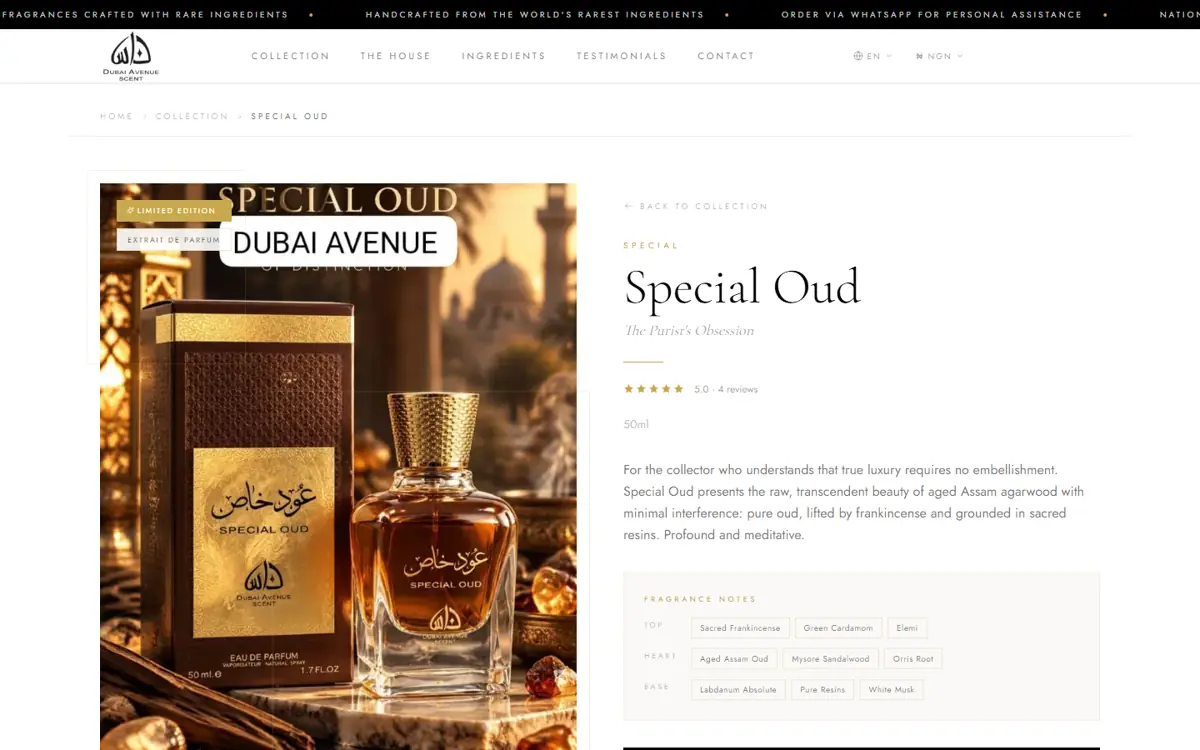 FRAGRANCES CRAFTED WITH RARE INGREDIENTS • HANDCRAFTED FROM THE WORLD'S RAREST INGREDIENTS • ORDER VIA WHATSAPP FOR PERSONAL ASSISTANCE •
DUBAI AVENUE
SCENT
COLLECTION THE HOUSE INGREDIENTS TESTIMONIALS CONTACT EN ₦ NGN
HOME › COLLECTION › SPECIAL OUD
SPECIAL OUD
LIMITED EDITION
EXTRAIT DE PARFUM
DUBAI AVENUE
OF DISTINCTION
عود خاص
SPECIAL OUD
DUBAI AVENUE
SCENT
EAU DE PARFUM
VAPORISATEUR · NATURAL SPRAY
50 ml.e 1.7 FL.OZ
عود خاص
SPECIAL OUD
DUBAI AVENUE
SCENT
← BACK TO COLLECTION
SPECIAL
Special Oud
The Purist's Obsession
★★★★★ 5.0 · 4 reviews
50ml
For the collector who understands that true luxury requires no embellishment.
Special Oud presents the raw, transcendent beauty of aged Assam agarwood with
minimal interference: pure oud, lifted by frankincense and grounded in sacred
resins. Profound and meditative.
FRAGRANCE NOTES
TOP Sacred Frankincense Green Cardamom Elemi
HEART Aged Assam Oud Mysore Sandalwood Orris Root
BASE Labdanum Absolute Pure Resins White Musk